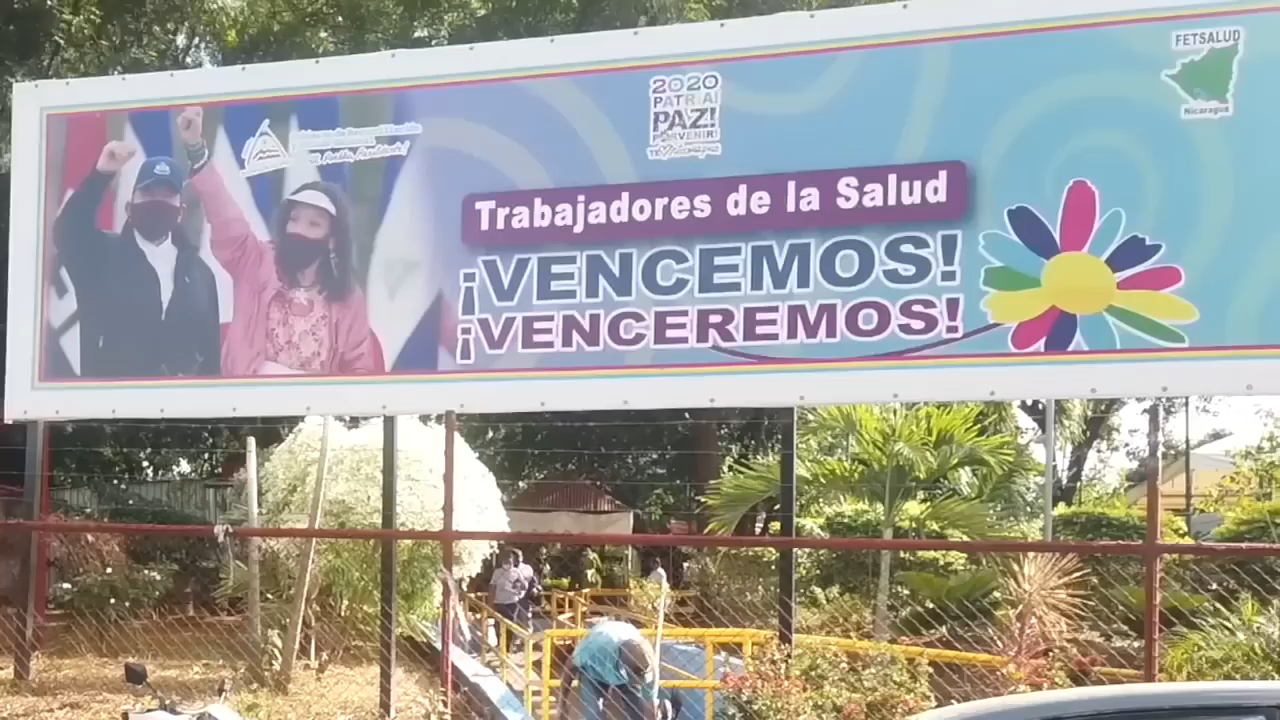 2020
PATRIA!
PAZ!
PORVENIR!
FETSALUD
Nicaragua
Trabajadores de la Salud
¡VENCEMOS!
¡VENCEREMOS!